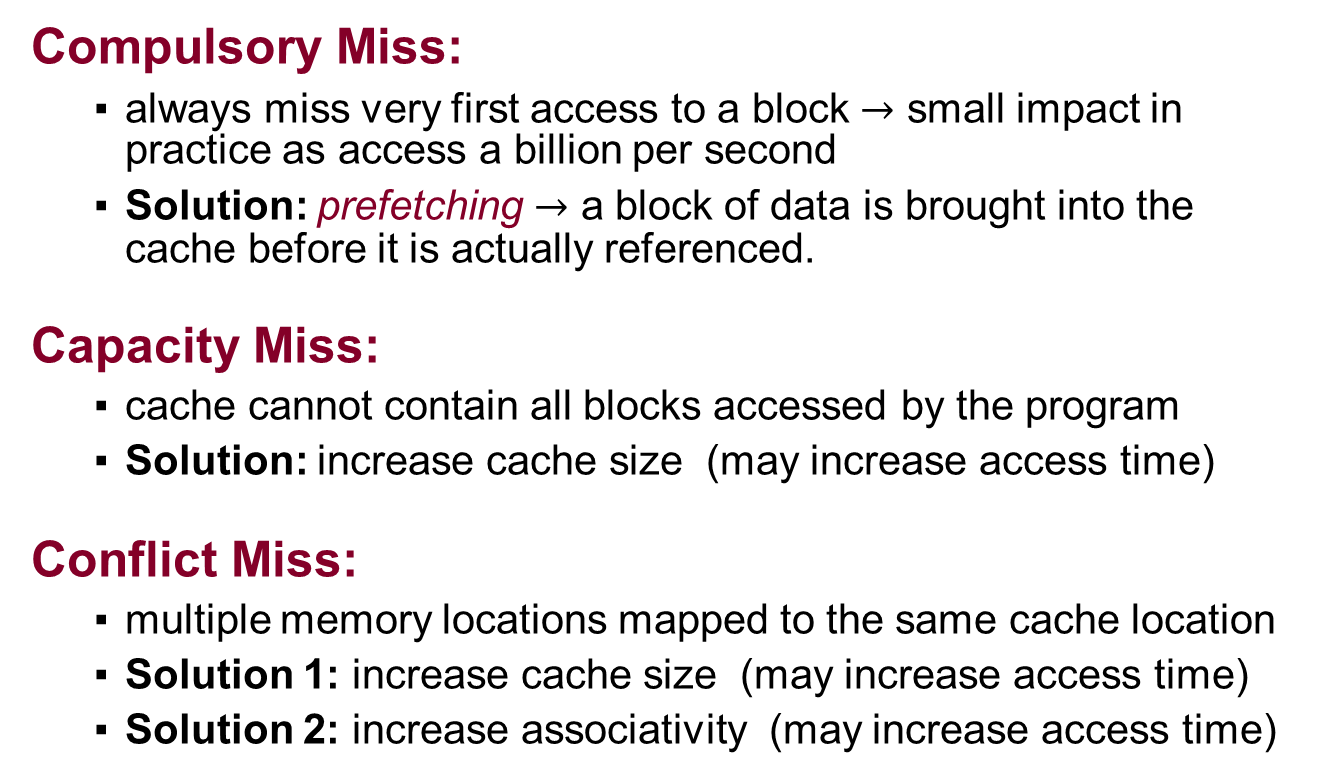 Compulsory Miss:
▪ always miss very first access to a block → small impact in
practice as access a billion per second
▪ Solution: prefetching → a block of data is brought into the
cache before it is actually referenced.
Capacity Miss:
▪ cache cannot contain all blocks accessed by the program
▪ Solution: increase cache size (may increase access time)
Conflict Miss:
▪ multiple memory locations mapped to the same cache location
▪ Solution 1: increase cache size (may increase access time)
▪ Solution 2: increase associativity (may increase access time)